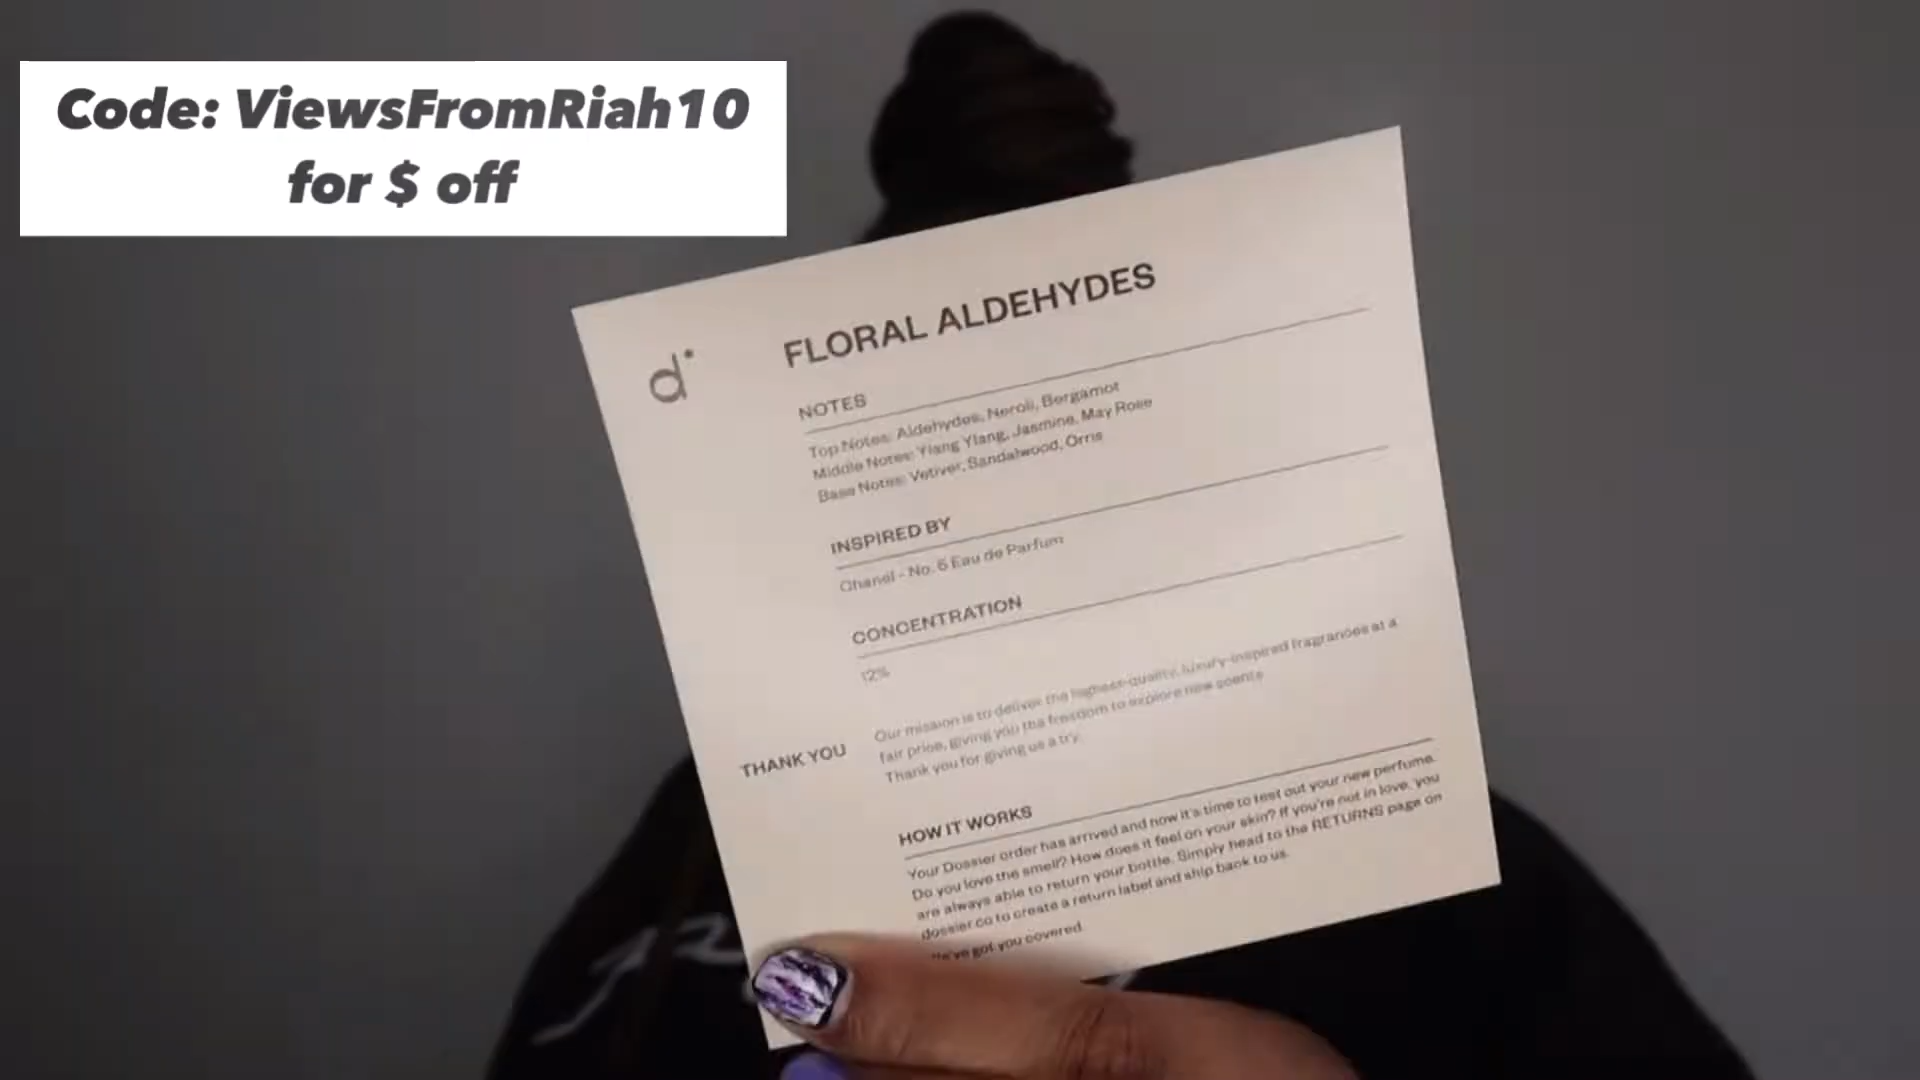 Code: ViewsFromRiah10
for $ off
d
FLORAL ALDEHYDES
NOTES
Top Notes: Aldehydes, Neroli, Bergamot
Middle Notes: Ylang Ylang, Jasmine, May Rose
Base Notes: Vetiver, Sandalwood, Orris
INSPIRED BY
Chanel - No. 5 Eau de Parfum
CONCENTRATION
12%
THANK YOU
Our mission is to deliver the highest-quality, luxury-inspired fragrances at a
fair price, giving you the freedom to explore new scents
Thank you for giving us a try.
HOW IT WORKS
Your Dossier order has arrived and now it's time to test out your new perfume.
Do you love the smell? How does it feel on your skin? If you're not in love, you
are always able to return your bottle. Simply head to the RETURNS page on
dossier.co to create a return label and ship back to us.
We've got you covered.